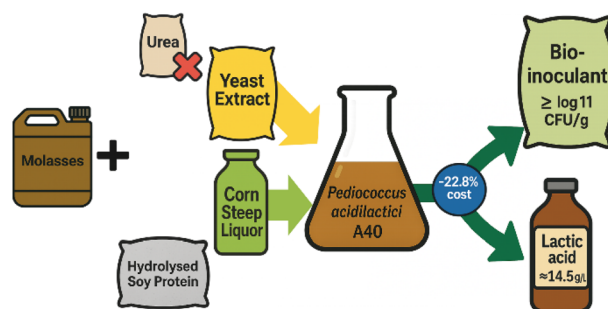 Urea
Yeast
Extract
Molasses
Corn
Steep
Liquor
Hydrolysed
Soy Protein
Pediococcus
acidilactici
A40
-22.8%
cost
Bio-
inoculant
≥ log 11
CFU/g
Lactic
acid
≈14.5 g/L